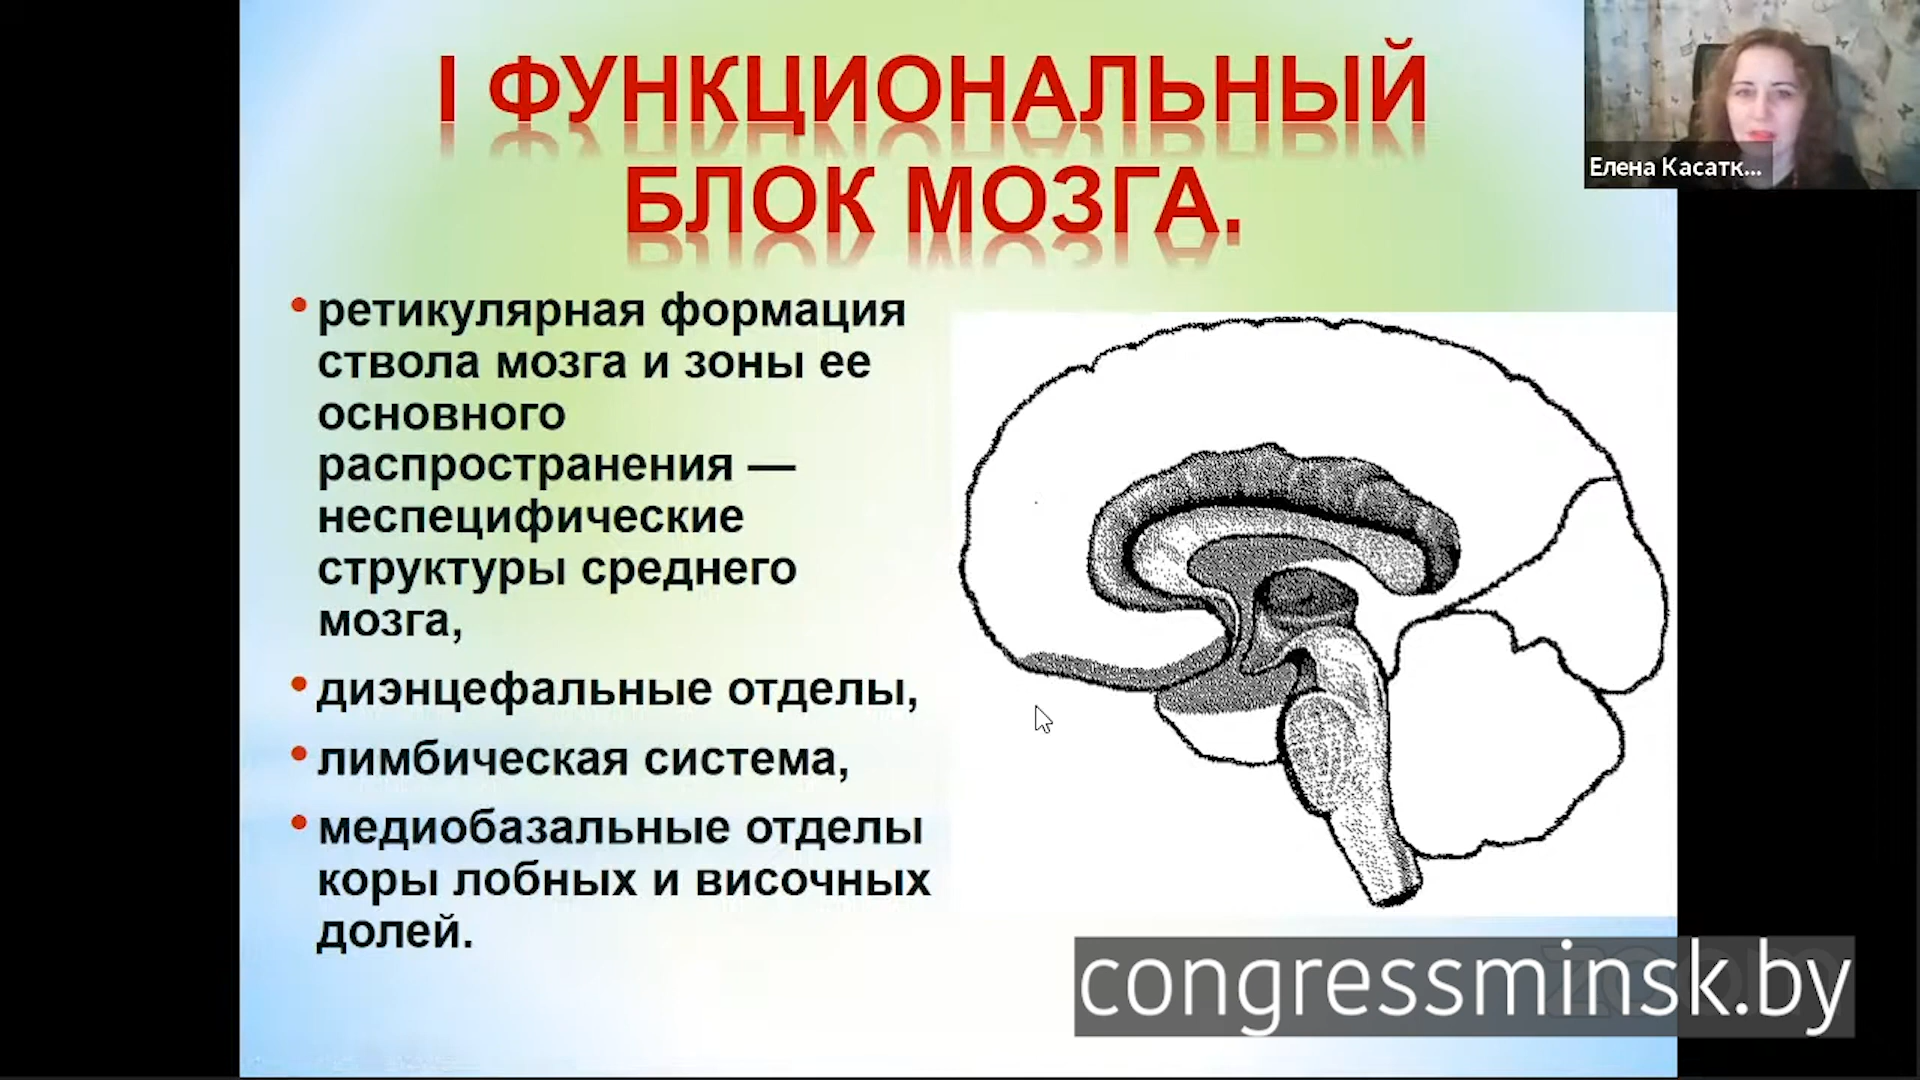 I ФУНКЦИОНАЛЬНЫЙ
БЛОК МОЗГА.
Елена Касатк...
• ретикулярная формация
ствола мозга и зоны ее
основного
распространения —
неспецифические
структуры среднего
мозга,
• диэнцефальные отделы,
• лимбическая система,
• медиобазальные отделы
коры лобных и височных
долей.
zoom
congressminsk.by